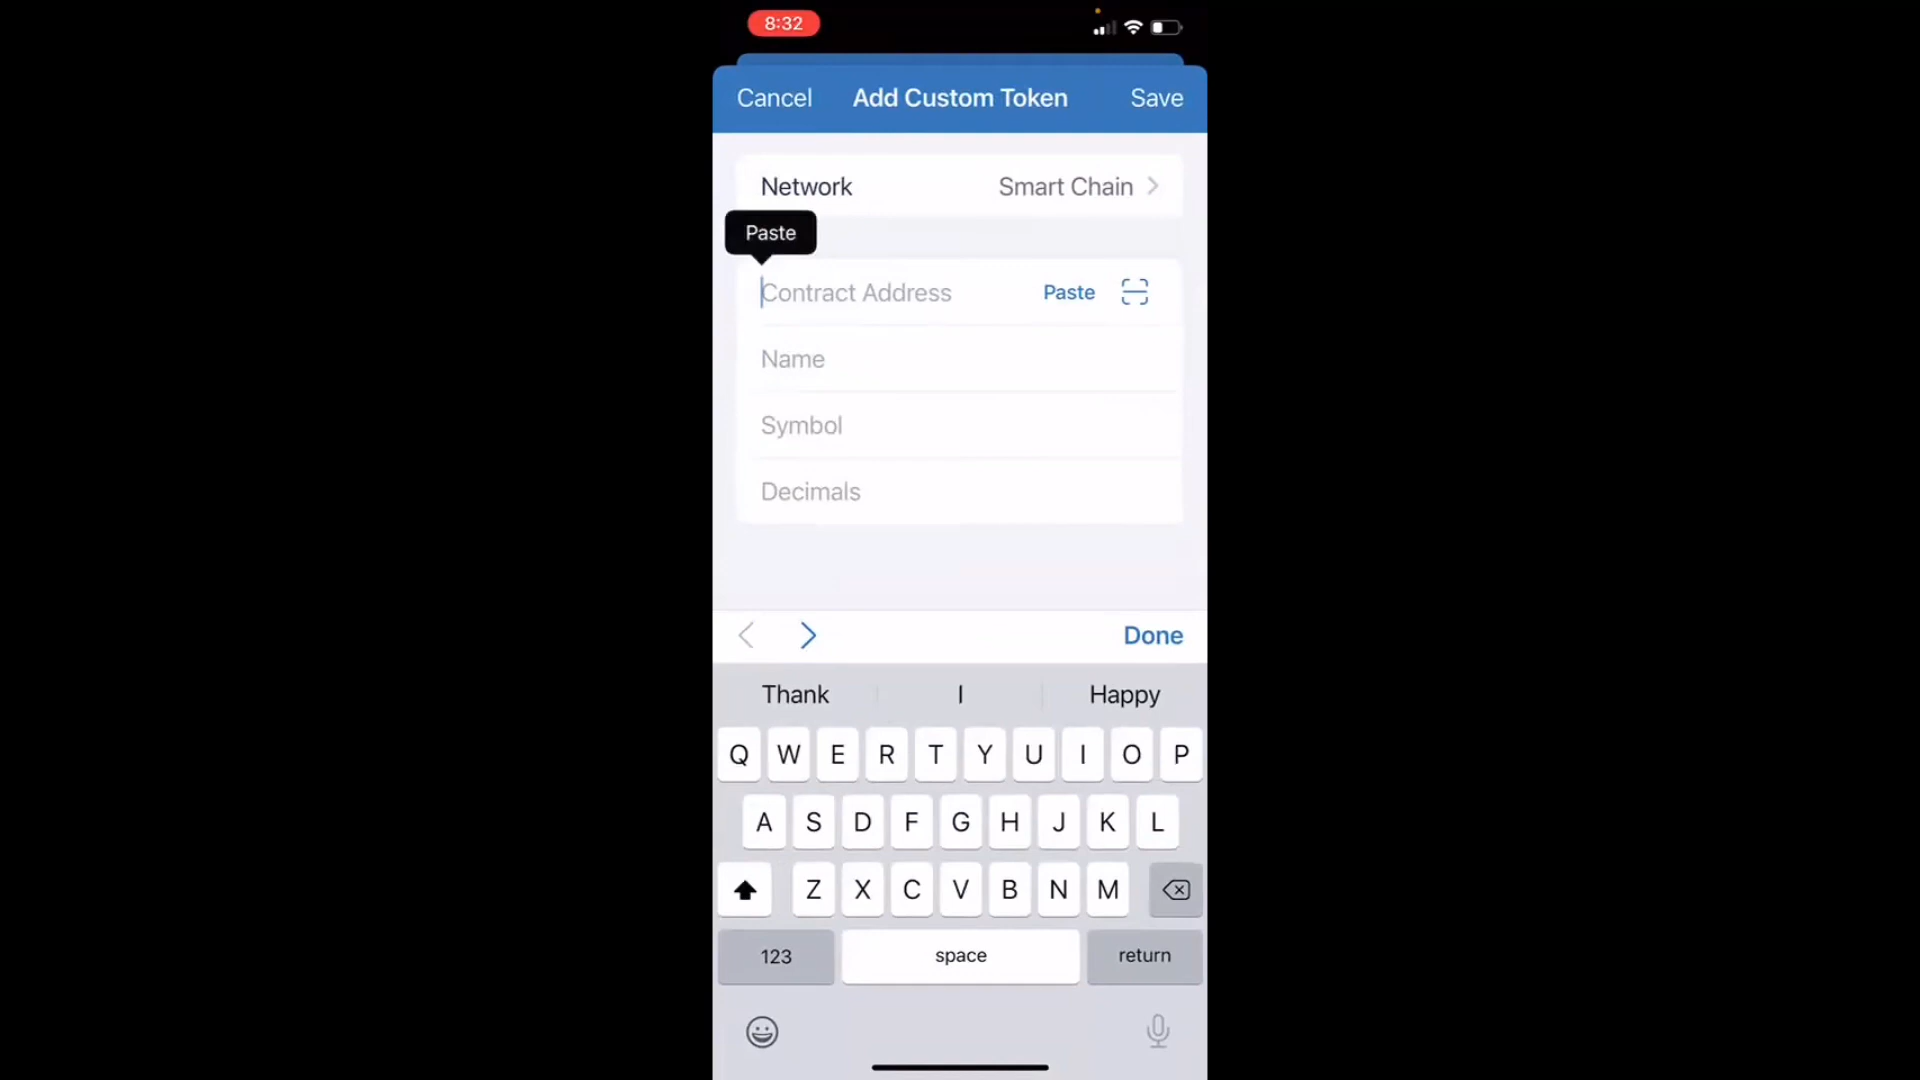 8:32
Cancel Add Custom Token Save
Network Smart Chain
Paste
Contract Address Paste
Name
Symbol
Decimals
Done
Thank I Happy
Q W E R T Y U I O P
A S D F G H J K L
Z X C V B N M
123 space return